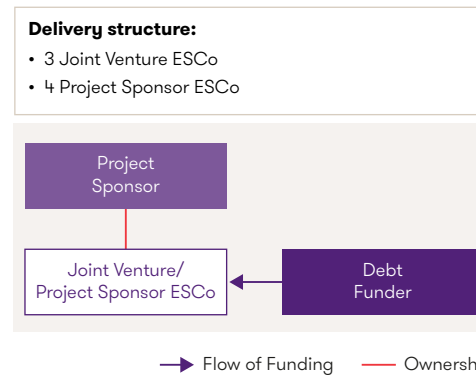 Delivery structure:
• 3 Joint Venture ESCo
• 4 Project Sponsor ESCo
Project
Sponsor
Joint Venture/
Project Sponsor ESCo
Debt
Funder
Flow of Funding
Ownersh